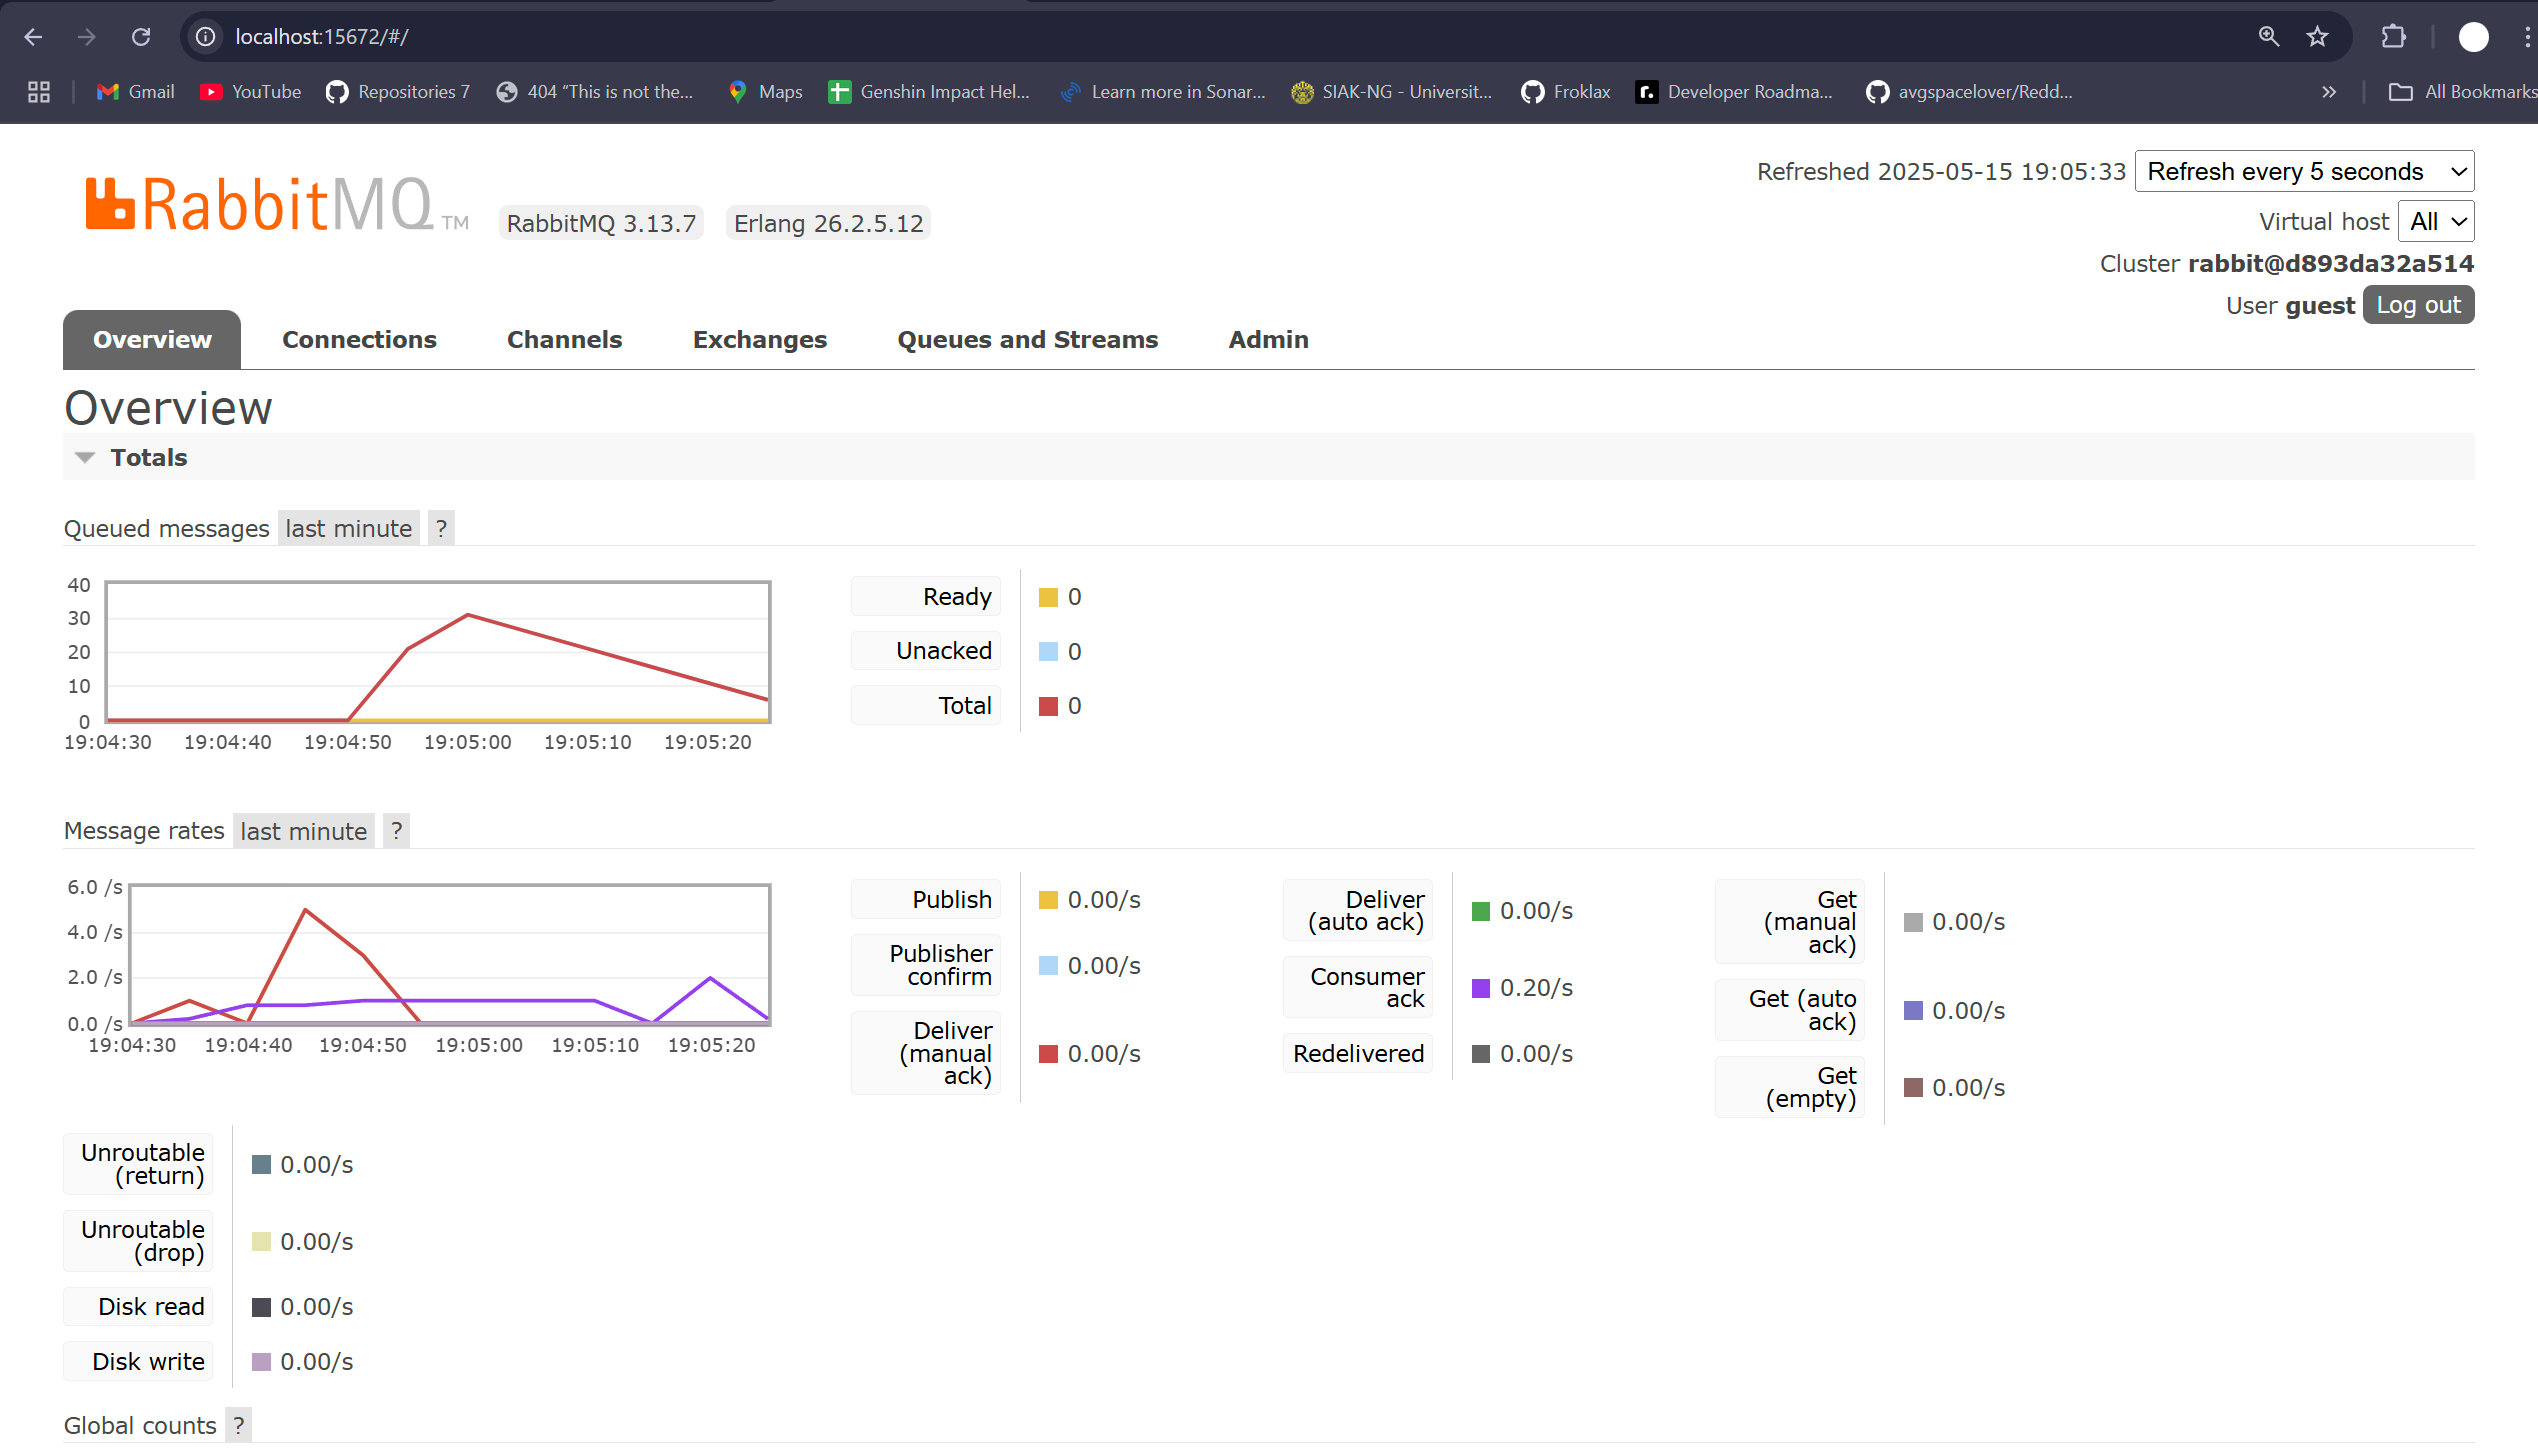 localhost:15672/#/
Gmail YouTube Repositories 7 404 “This is not the... Maps Genshin Impact Hel... Learn more in Sonar... SIAK-NG - Universit... Froklax Developer Roadma... avgspacelover/Redd... » All Bookmarks
RabbitMQ TM RabbitMQ 3.13.7 Erlang 26.2.5.12
Refreshed 2025-05-15 19:05:33 Refresh every 5 seconds
Virtual host All
Cluster rabbit@d893da32a514
User guest Log out
Overview Connections Channels Exchanges Queues and Streams Admin
Overview
Totals
Queued messages last minute ?
40
30
20
10
0
19:04:30 19:04:40 19:04:50 19:05:00 19:05:10 19:05:20
Ready 0
Unacked 0
Total 0
Message rates last minute ?
6.0 /s
4.0 /s
2.0 /s
0.0 /s
19:04:30 19:04:40 19:04:50 19:05:00 19:05:10 19:05:20
Publish 0.00/s
Publisher
confirm 0.00/s
Deliver
(manual
ack) 0.00/s
Deliver
(auto ack) 0.00/s
Consumer
ack 0.20/s
Redelivered 0.00/s
Get
(manual
ack) 0.00/s
Get (auto
ack) 0.00/s
Get
(empty) 0.00/s
Unroutable
(return) 0.00/s
Unroutable
(drop) 0.00/s
Disk read 0.00/s
Disk write 0.00/s
Global counts ?